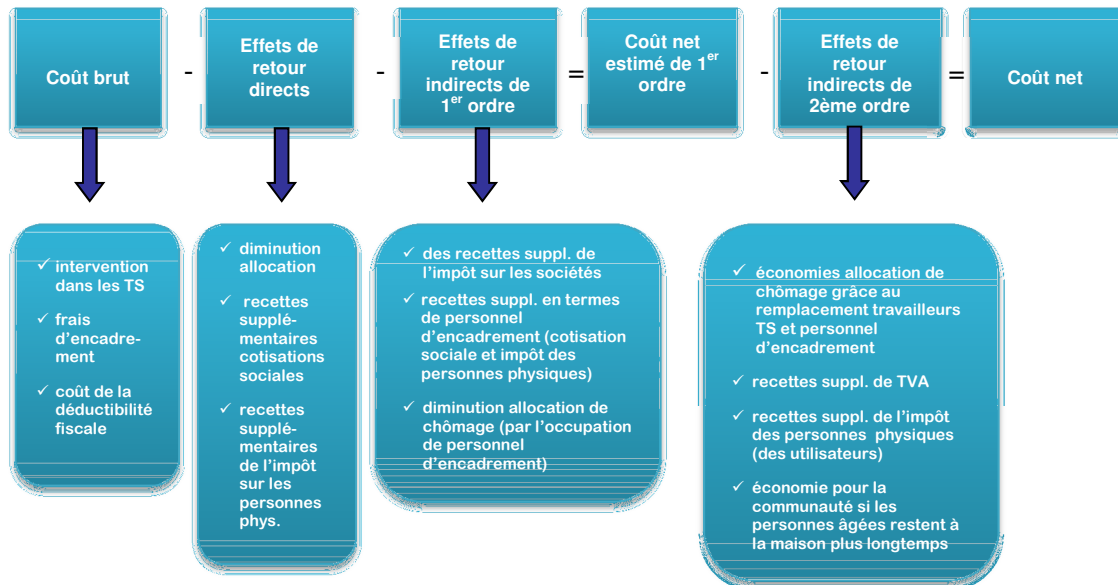 Coût brut
-
Effets de
retour
directs
-
Effets de
retour
indirects de
1er ordre
=
Coût net
estimé de 1er
ordre
-
Effets de
retour
indirects de
2ème ordre
=
Coût net
✓ intervention
dans les TS
✓ frais
d’encadre-
ment
✓ coût de la
déductibilité
fiscale
✓ diminution
allocation
✓ recettes
supplé-
mentaires
cotisations
sociales
✓ recettes
supplé-
mentaires
de l’impôt
sur les
personnes
phys.
✓ des recettes suppl. de
l’impôt sur les sociétés
✓ recettes suppl. en termes
de personnel
d’encadrement (cotisation
sociale et impôt des
personnes physiques)
✓ diminution allocation de
chômage (par l’occupation
de personnel
d’encadrement)
✓ économies allocation de
chômage grâce au
remplacement travailleurs
TS et personnel
d’encadrement
✓ recettes suppl. de TVA
✓ recettes suppl. de l’impôt
des personnes physiques
(des utilisateurs)
✓ économie pour la
communauté si les
personnes âgées restent à
la maison plus longtemps